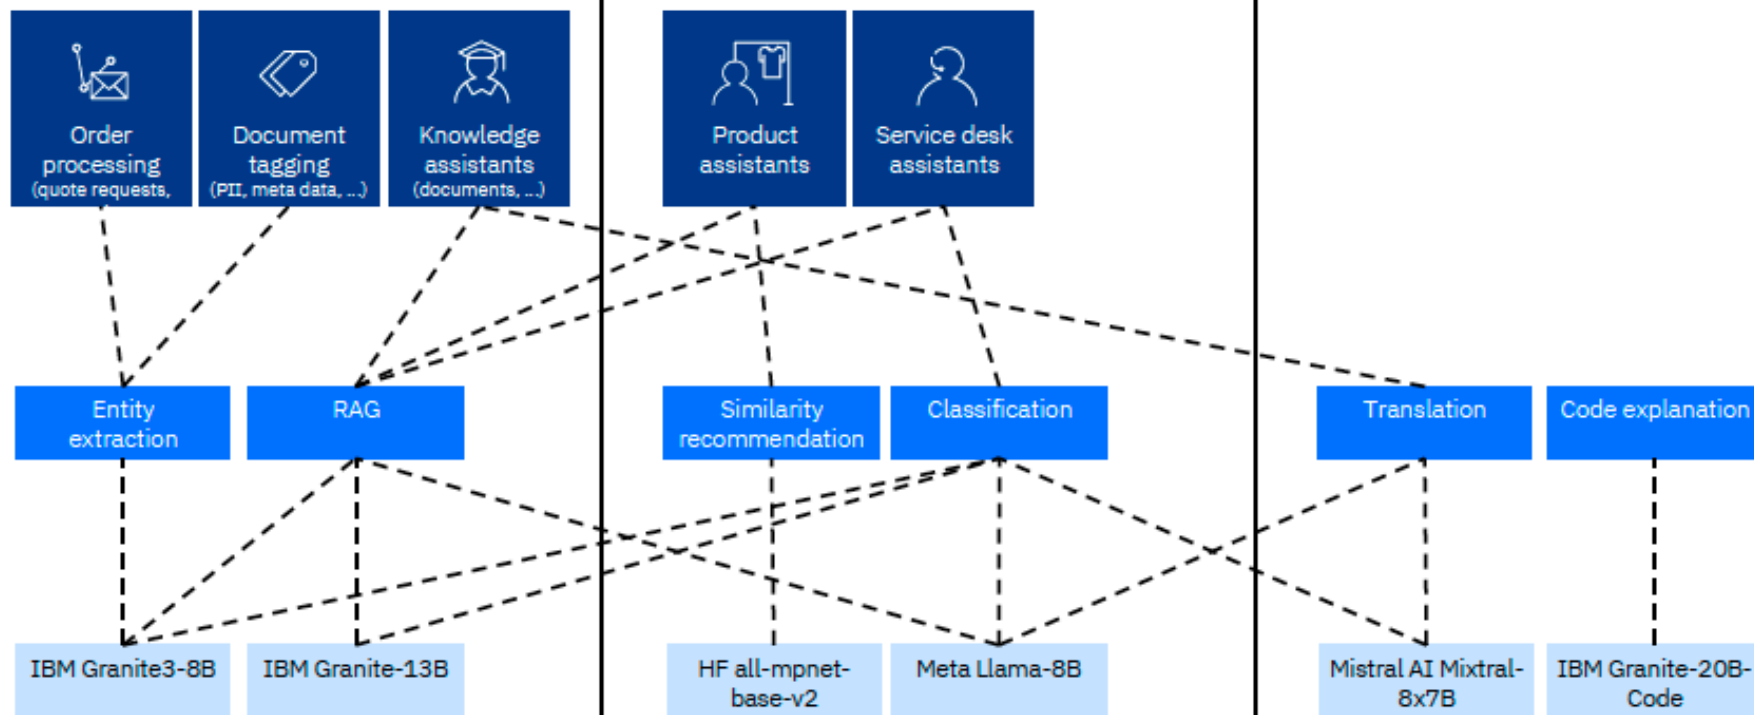 Order
processing
(quote requests,
Document
tagging
(PII, meta data, ...)
Knowledge
assistants
(documents, ...)
Product
assistants
Service desk
assistants
Entity
extraction
RAG
Similarity
recommendation
Classification
Translation
Code explanation
IBM Granite3-8B
IBM Granite-13B
HF all-mpnet-
base-v2
Meta Llama-8B
Mistral AI Mixtral-
8x7B
IBM Granite-20B-
Code